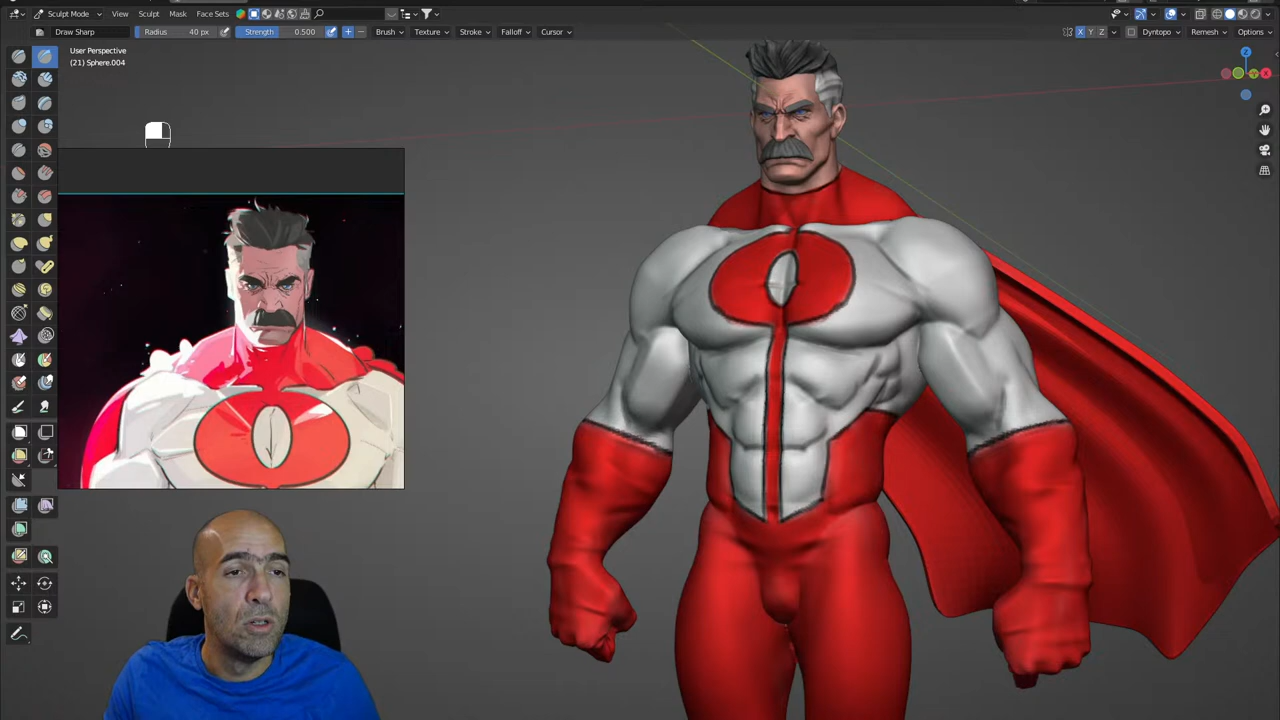 Sculpt Mode View Sculpt Mask Face Sets
Draw Sharp Radius 40 px Strength 0.500 Brush Texture Stroke Falloff Cursor X Y Z Dyntopo Remesh Options
User Perspective
(21) Sphere.004
Z
Y
X